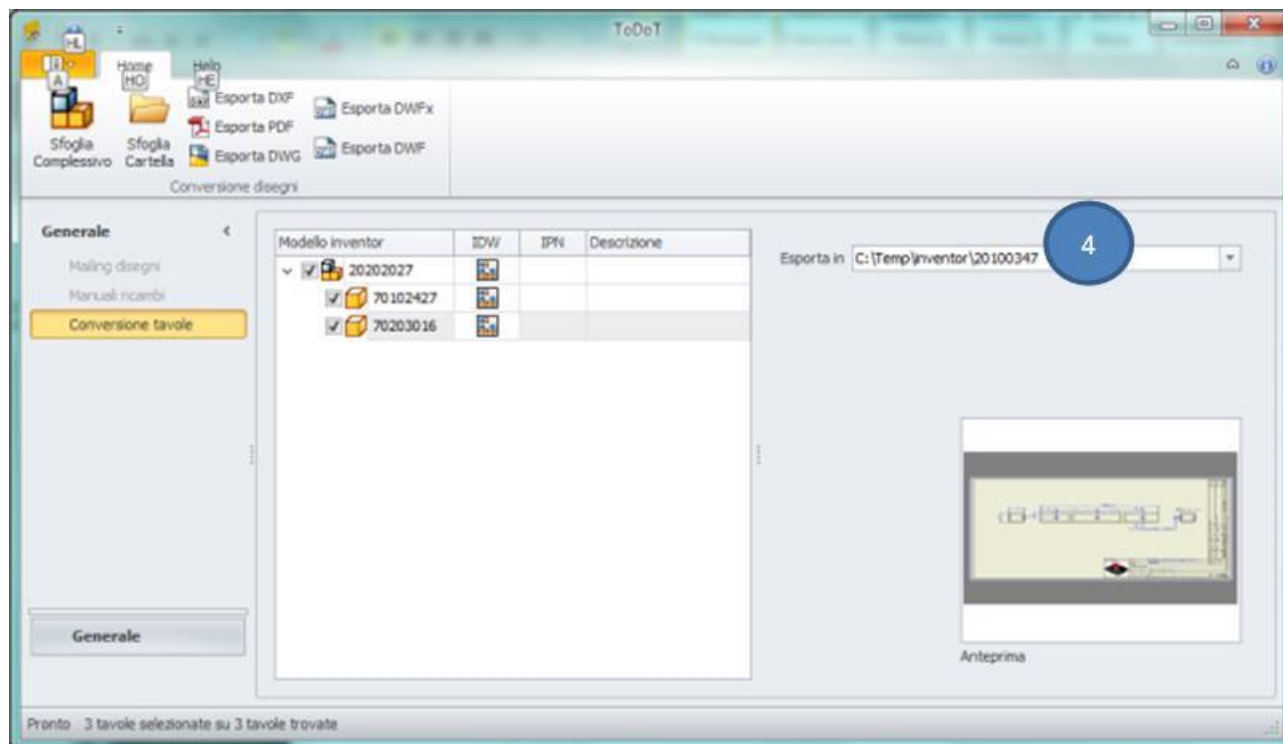 ToDoT
HL
A
Home
HO
Help
HE
Sfoglia Complessivo
Sfoglia Cartella
Esporta DXF
Esporta PDF
Esporta DWG
Esporta DWFx
Esporta DWF
Conversione disegni
Generale
Mailing disegni
Manuali ricambi
Conversione tavole
Generale
Modello inventor IDW IPN Descrizione
20202027
70102427
70203016
Esporta in C:\Temp\inventor\20100347
4
Anteprima
Pronto 3 tavole selezionate su 3 tavole trovate